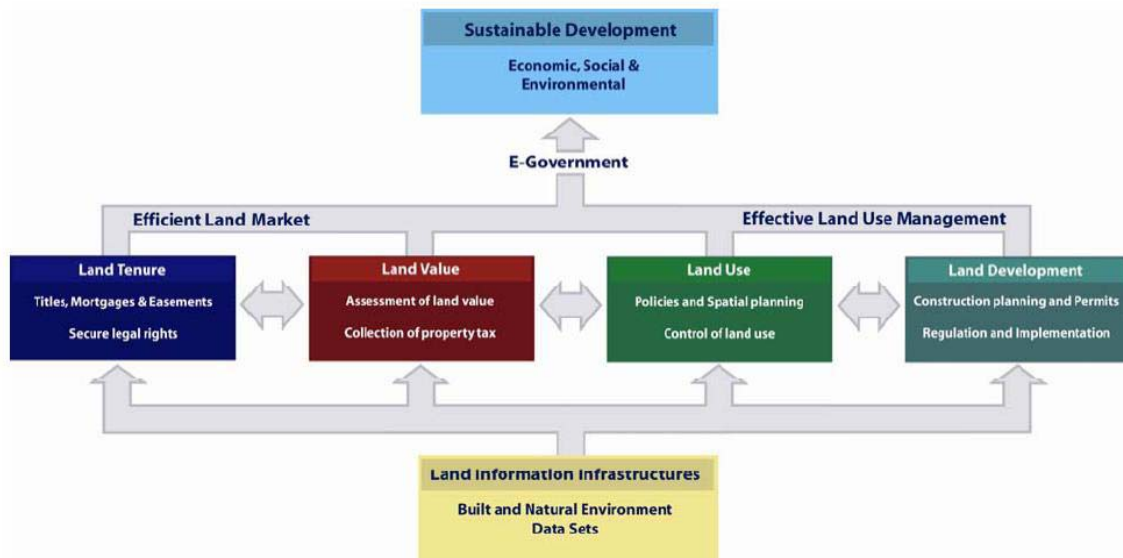 Sustainable Development
Economic, Social &
Environmental
E-Government
Efficient Land Market
Effective Land Use Management
Land Tenure
Titles, Mortgages & Easements
Secure legal rights
Land Value
Assessment of land value
Collection of property tax
Land Use
Policies and Spatial planning
Control of land use
Land Development
Construction planning and Permits
Regulation and Implementation
Land Information Infrastructures
Built and Natural Environment
Data Sets